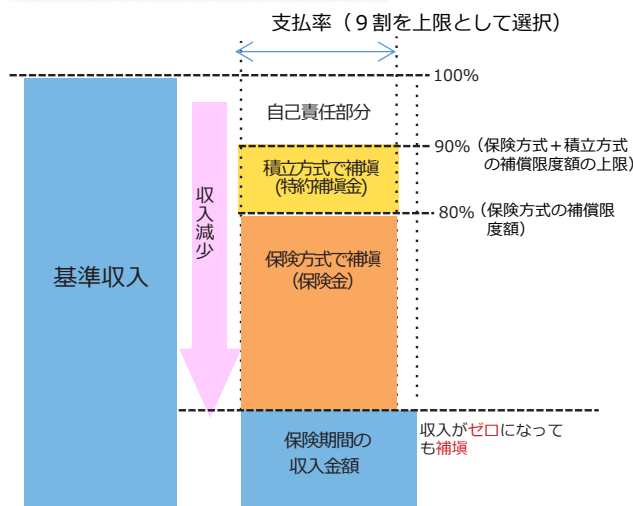 支払率（９割を上限として選択）
100%
自己責任部分
90%（保険方式＋積立方式
の補償限度額の上限）
積立方式で補塡
(特約補塡金)
80%（保険方式の補償限
度額）
収入減少
基準収入
保険方式で補塡
(保険金)
収入がゼロになって
も補塡
保険期間の
収入金額